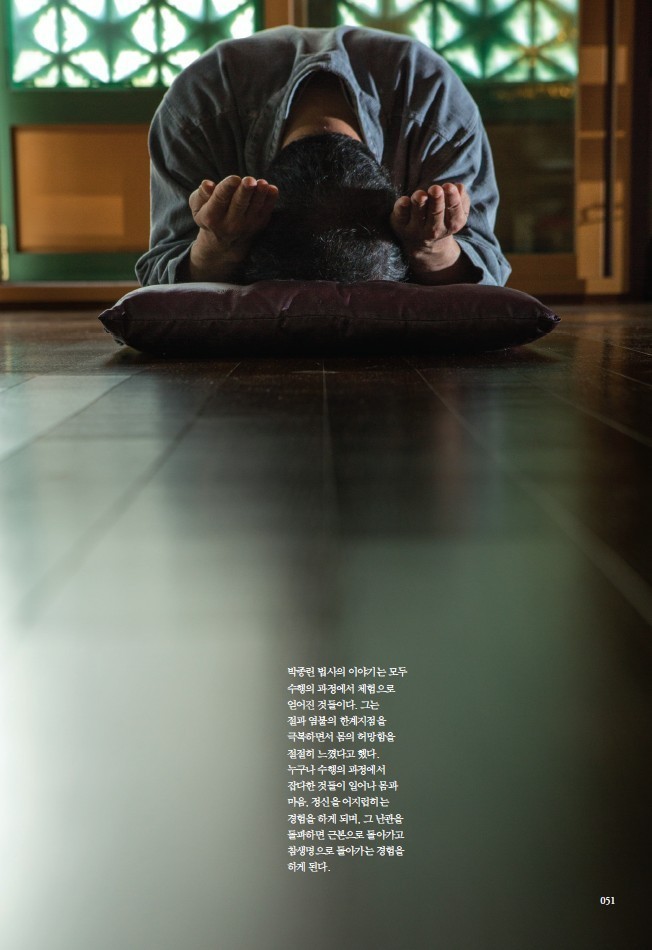 박종린 법사의 이야기는 모두
수행의 과정에서 체험으로
얻어진 것들이다. 그는
절과 염불의 한계지점을
극복하면서 몸의 허망함을
절절히 느꼈다고 했다.
누구나 수행의 과정에서
잡다한 것들이 일어나 몸과
마음, 정신을 어지럽히는
경험을 하게 되며, 그 난관을
돌파하면 근본으로 돌아가고
참생명으로 돌아가는 경험을
하게 된다.
051